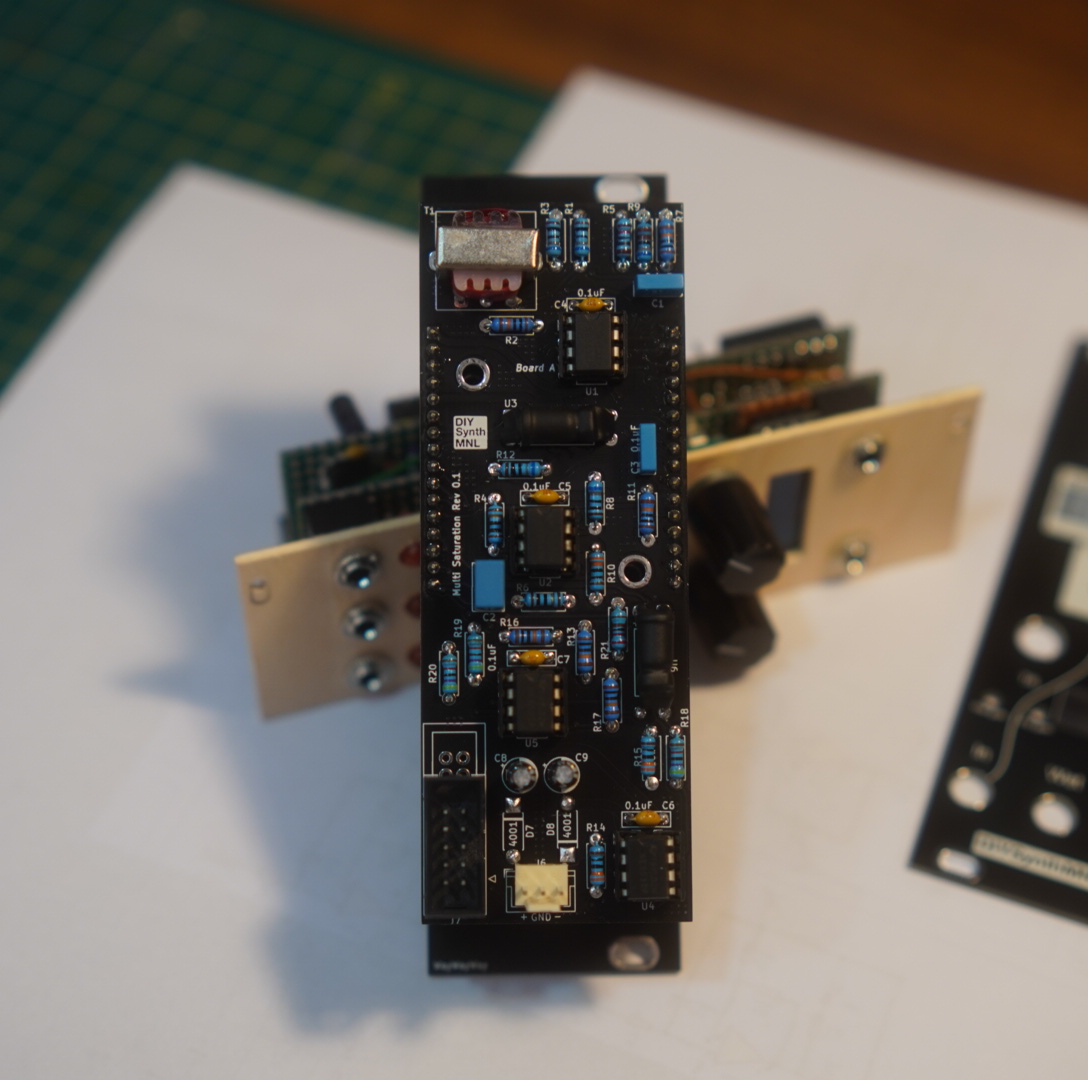 T1
R3
R1
R5
R9
R7
C1
0.1uF
C4
R2
Board A
U1
U3
DIY
Synth
MNL
C3 0.1uF
R12
0.1uF C5
R4
R8
R11
Multi Saturation Rev 0.1
U2
R10
R6
C2
R19
R16
R13
R21
0.1uF
C7
R20
R17
U5
R18
R15
C8
C9
0.1uF C6
4001
D7
D8
4001
R14
J6
U4
J7
+ GND -